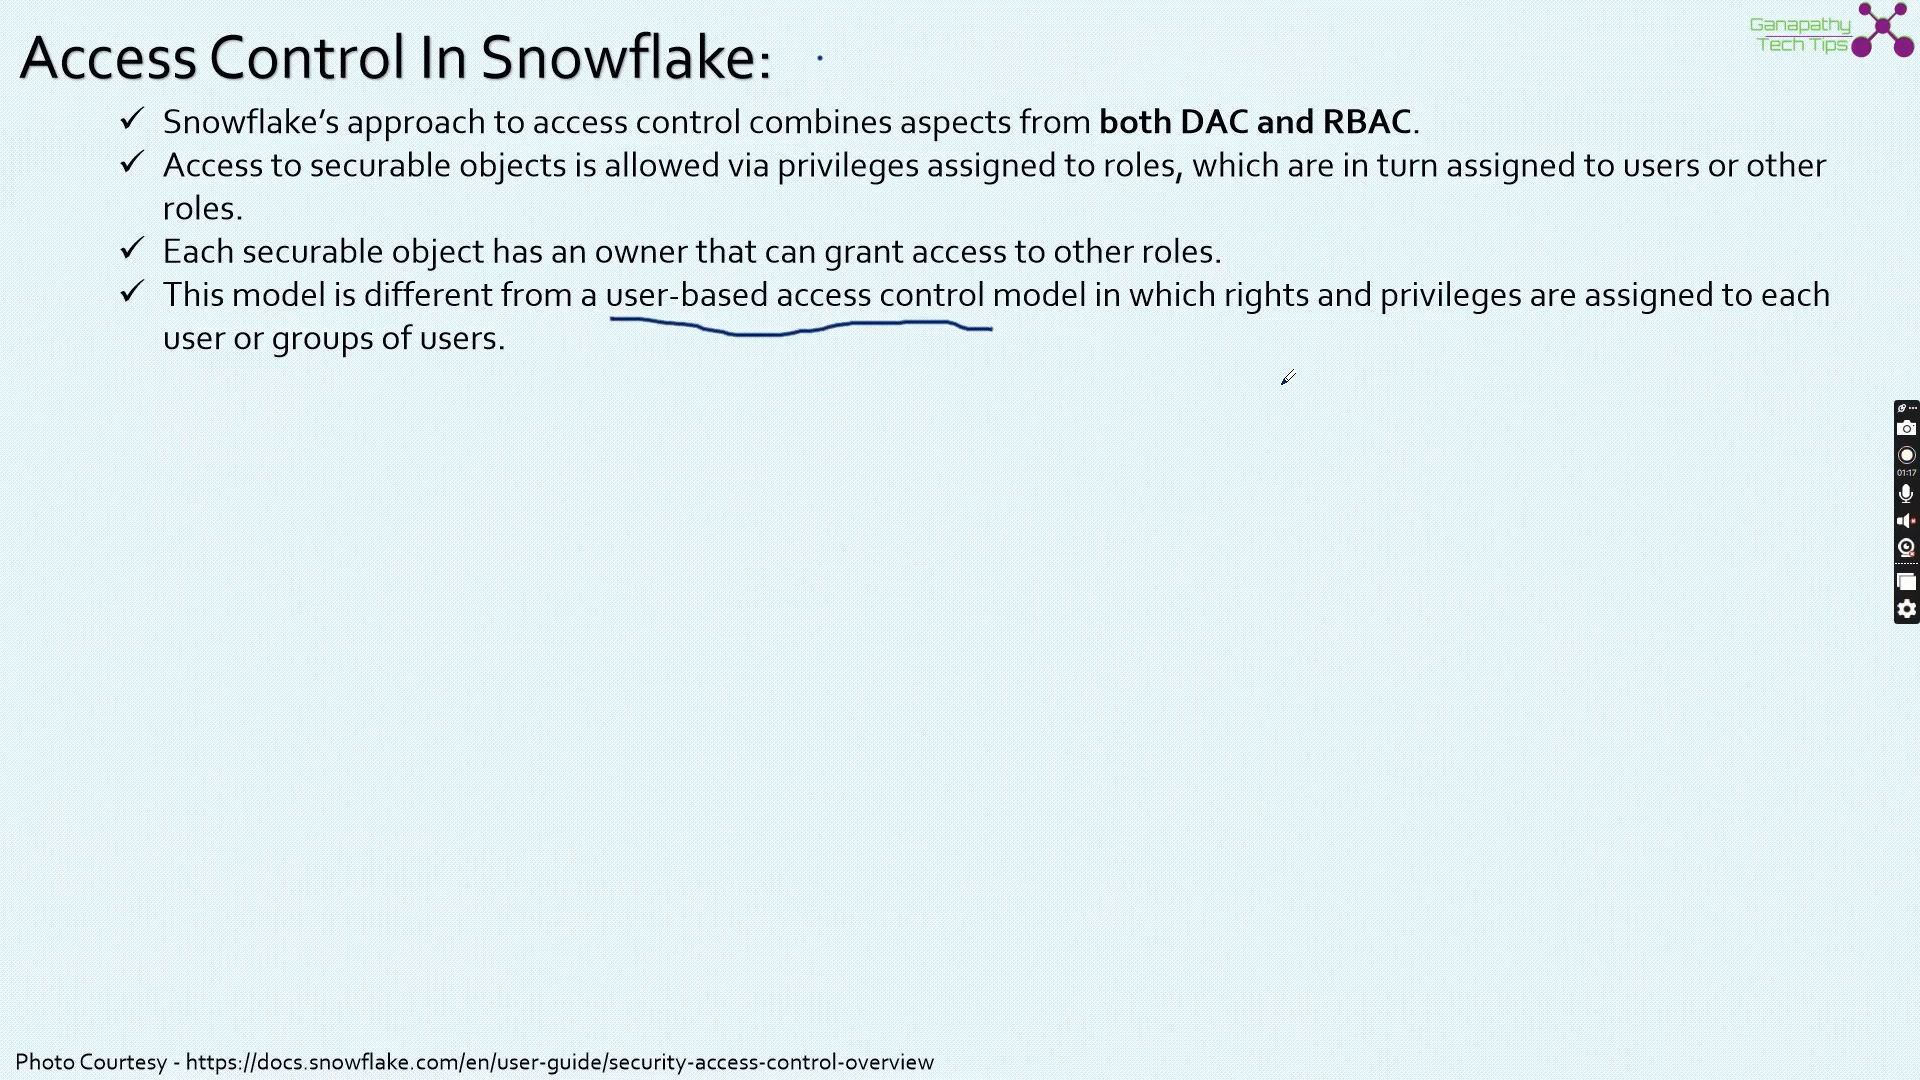 Access Control In Snowflake:
Ganapathy
Tech Tips
✓ Snowflake’s approach to access control combines aspects from both DAC and RBAC.
✓ Access to securable objects is allowed via privileges assigned to roles, which are in turn assigned to users or other
roles.
✓ Each securable object has an owner that can grant access to other roles.
✓ This model is different from a user-based access control model in which rights and privileges are assigned to each
user or groups of users.
01:17
Photo Courtesy - https://docs.snowflake.com/en/user-guide/security-access-control-overview